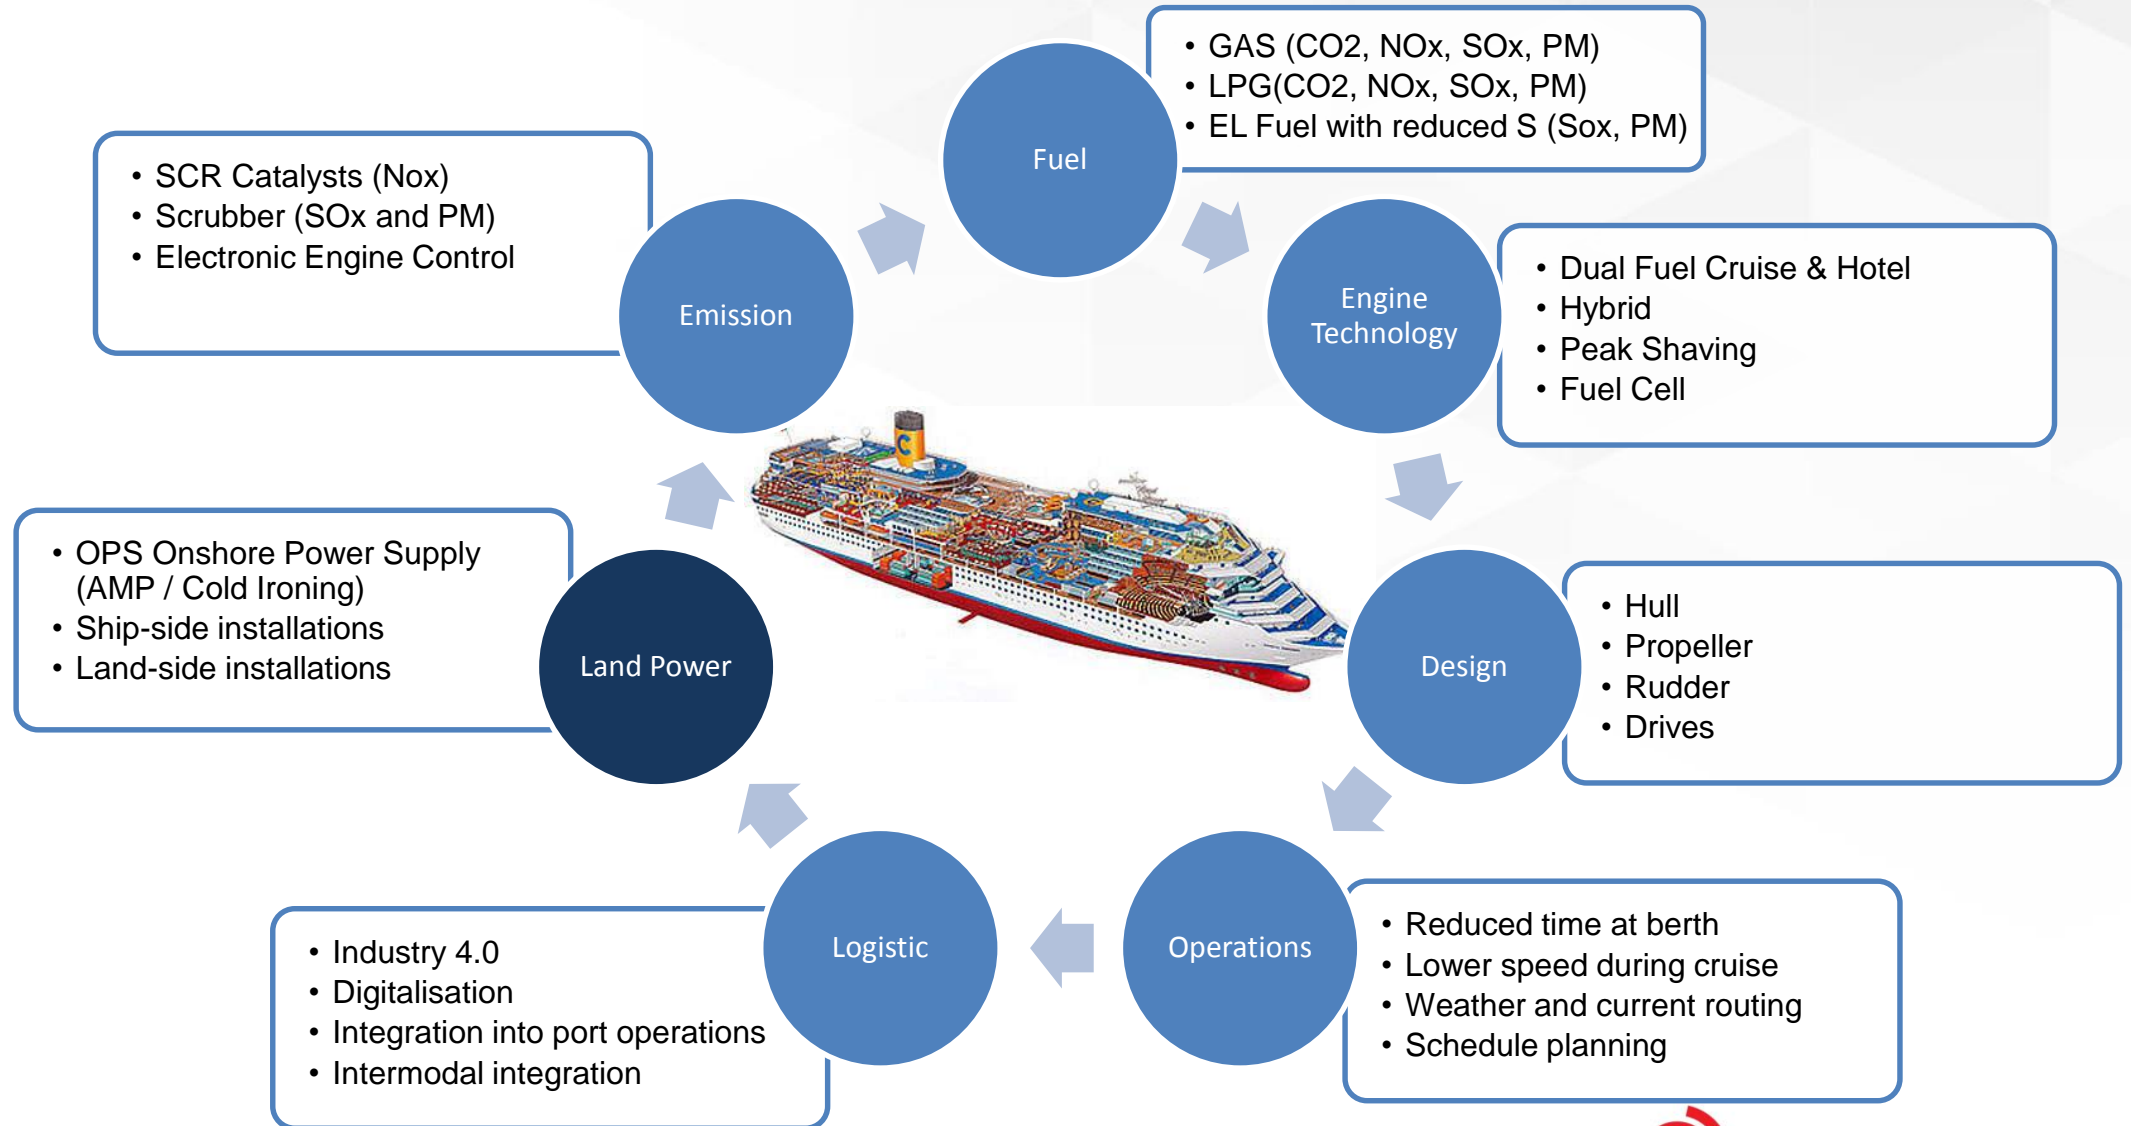 Fuel
• GAS (CO2, NOx, SOx, PM)
• LPG(CO2, NOx, SOx, PM)
• EL Fuel with reduced S (Sox, PM)
Engine
Technology
• Dual Fuel Cruise & Hotel
• Hybrid
• Peak Shaving
• Fuel Cell
Design
• Hull
• Propeller
• Rudder
• Drives
Operations
• Reduced time at berth
• Lower speed during cruise
• Weather and current routing
• Schedule planning
Logistic
• Industry 4.0
• Digitalisation
• Integration into port operations
• Intermodal integration
Land Power
• OPS Onshore Power Supply
(AMP / Cold Ironing)
• Ship-side installations
• Land-side installations
Emission
• SCR Catalysts (Nox)
• Scrubber (SOx and PM)
• Electronic Engine Control
C